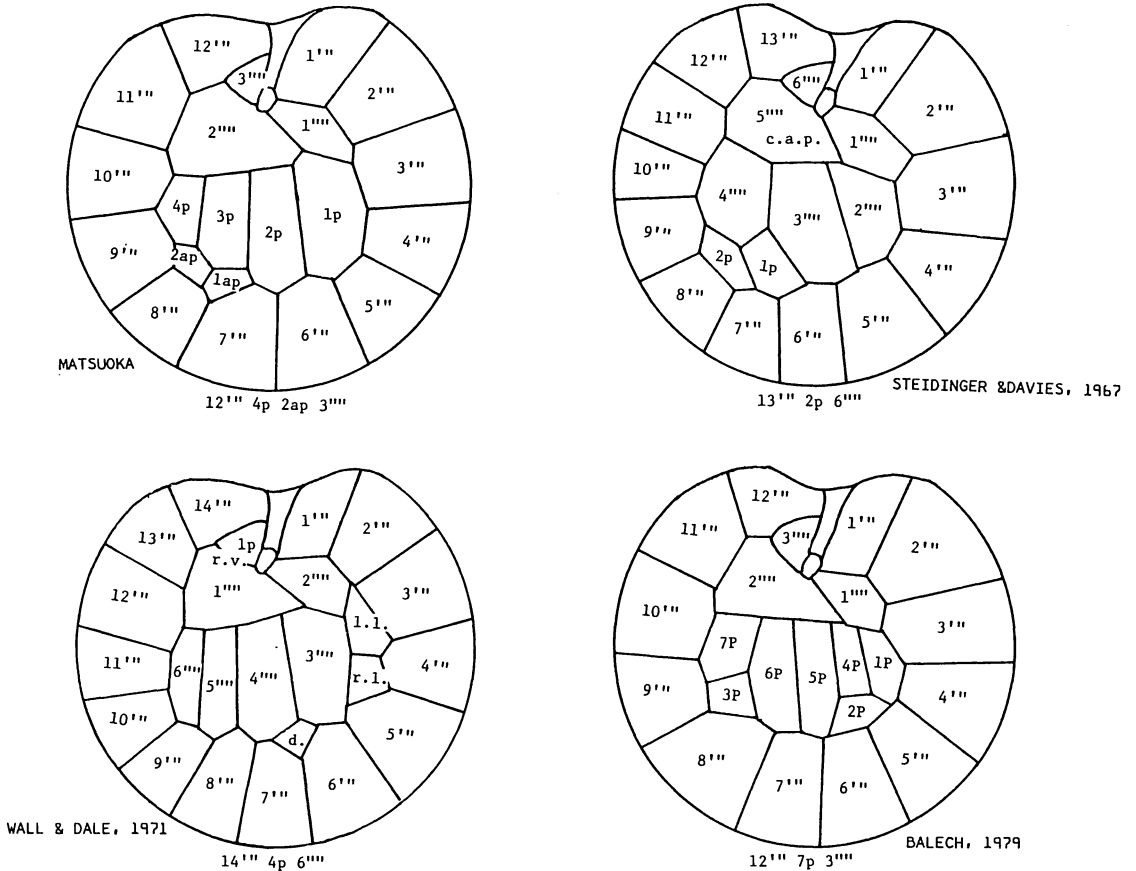 12'"
3""
1'"
11'"
2'"
2""
1""
10'"
4p
3p
2p
1p
3'"
9'"
2ap
1ap
4'"
8'"
7'"
6'"
5'"
MATSUOKA
12'" 4p 2ap 3""
13'"
12'"
6""
1'"
2'"
11'"
5""
c.a.p.
1""
10'"
4""
3""
2""
3'"
9'"
2p
1p
4'"
8'"
7'"
6'"
5'"
STEIDINGER &DAVIES, 1967
13'" 2p 6""
14'"
1'"
13'"
1p
r.v.
2'"
12'"
1""
2""
3'"
l.l.
11'"
6""
5""
4""
3""
r.l.
4'"
10'"
d.
5'"
9'"
8'"
7'"
6'"
WALL & DALE, 1971
14'" 4p 6""
12'"
11'"
3""
1'"
2'"
2""
1""
10'"
3'"
7P
6P
5P
4P
1P
9'"
3P
2P
4'"
8'"
7'"
6'"
5'"
BALECH, 1979
12'" 7p 3""